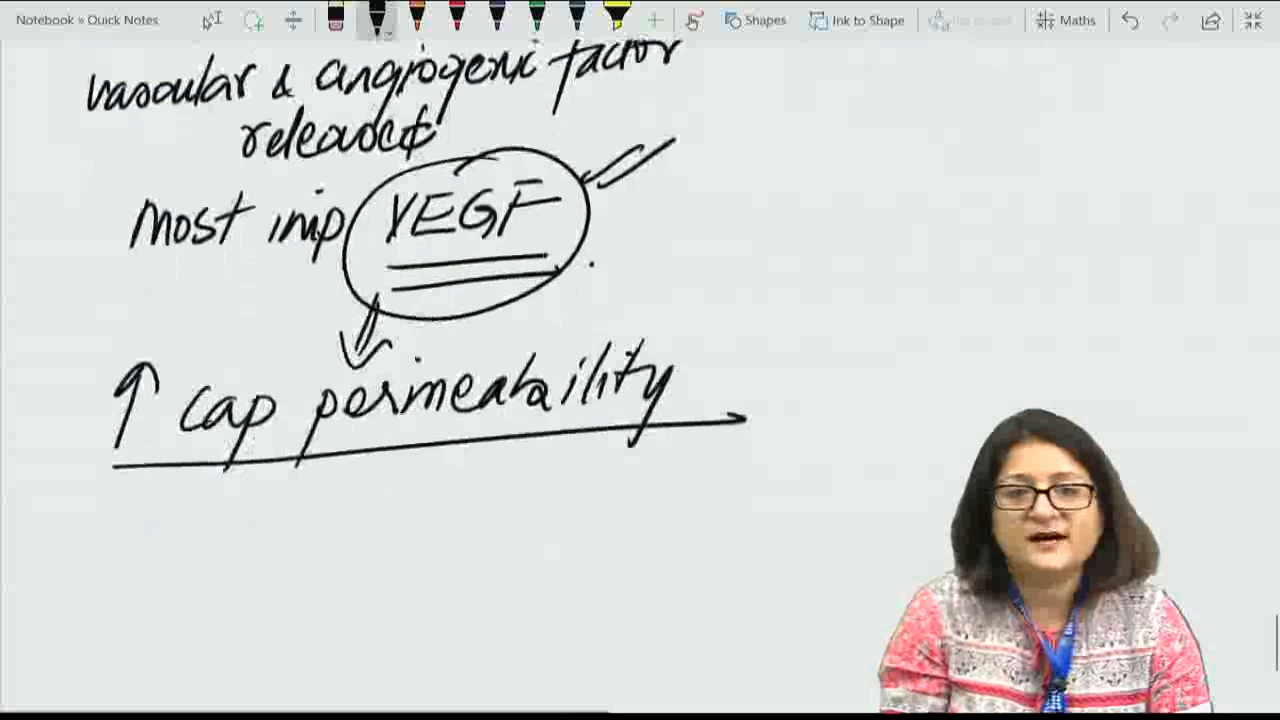 Notebook » Quick Notes
Shapes
Ink to Shape
Maths
vascular & angiogenic factor
released
Most imp VEGF
↑ cap permeability